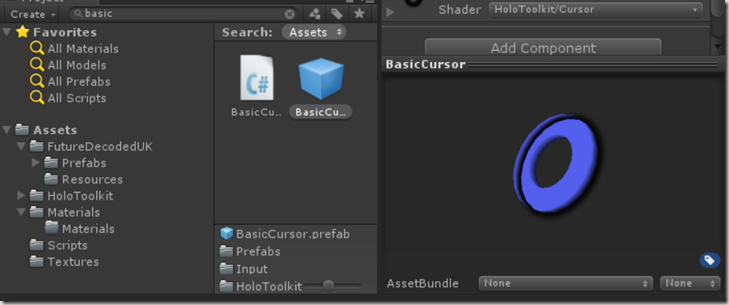 Project
Create
basic
Favorites
All Materials
All Models
All Prefabs
All Scripts
Assets
FutureDecodedUK
Prefabs
Resources
HoloToolkit
Materials
Materials
Scripts
Textures
Search: Assets
C#
BasicCu... BasicCu...
BasicCursor.prefab
Prefabs
Input
HoloToolkit
Shader HoloToolkit/Cursor
Add Component
BasicCursor
AssetBundle None None